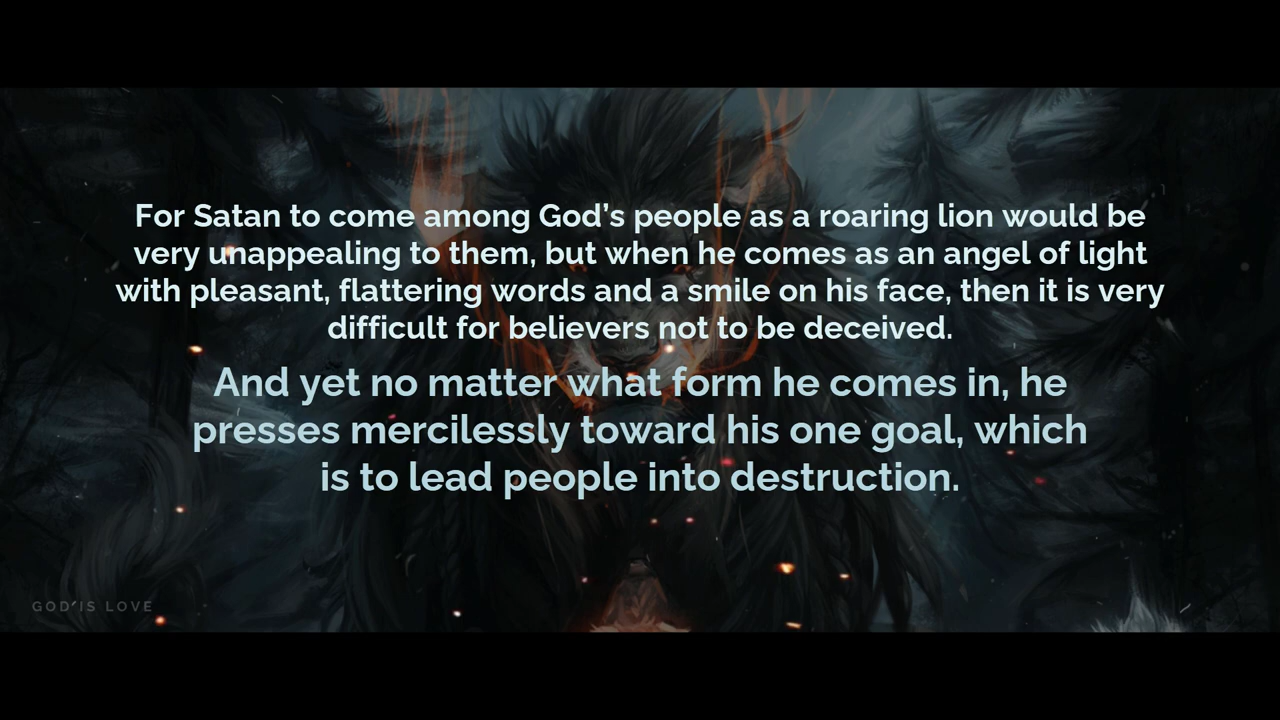 For Satan to come among God’s people as a roaring lion would be
very unappealing to them, but when he comes as an angel of light
with pleasant, flattering words and a smile on his face, then it is very
difficult for believers not to be deceived.
And yet no matter what form he comes in, he
presses mercilessly toward his one goal, which
is to lead people into destruction.
GOD IS LOVE